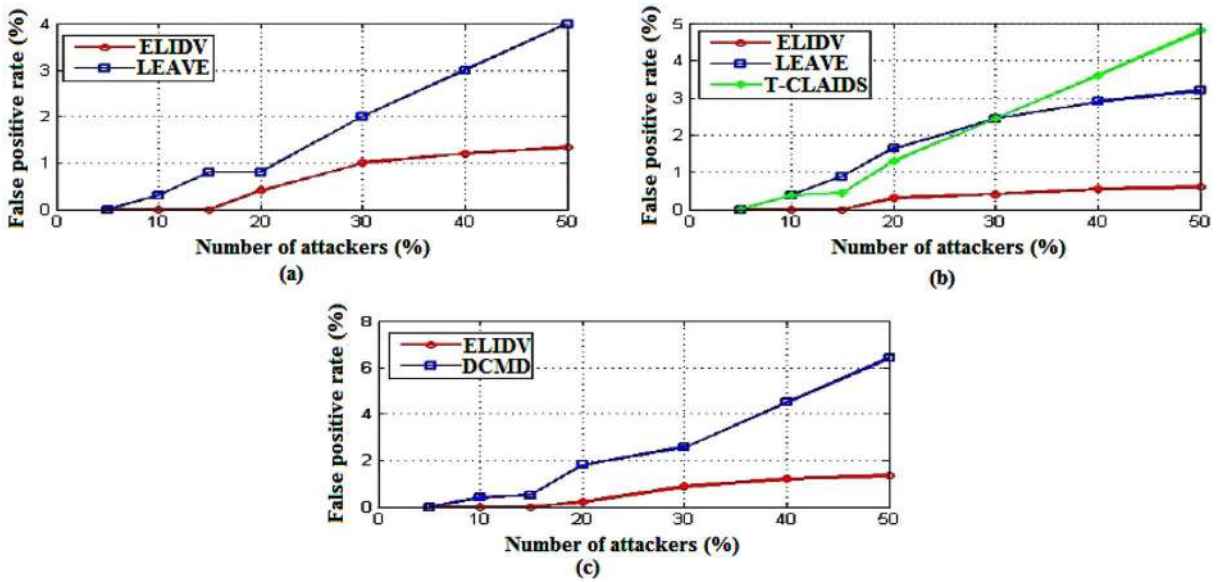 False positive rate (%)
4
3
2
1
0
ELIDV
LEAVE
0 10 20 30 40 50
Number of attackers (%)
(a)
False positive rate (%)
5
4
3
2
1
0
ELIDV
LEAVE
T-CLAIDS
0 10 20 30 40 50
Number of attackers (%)
(b)
False positive rate (%)
8
6
4
2
0
ELIDV
DCMD
0 10 20 30 40 50
Number of attackers (%)
(c)